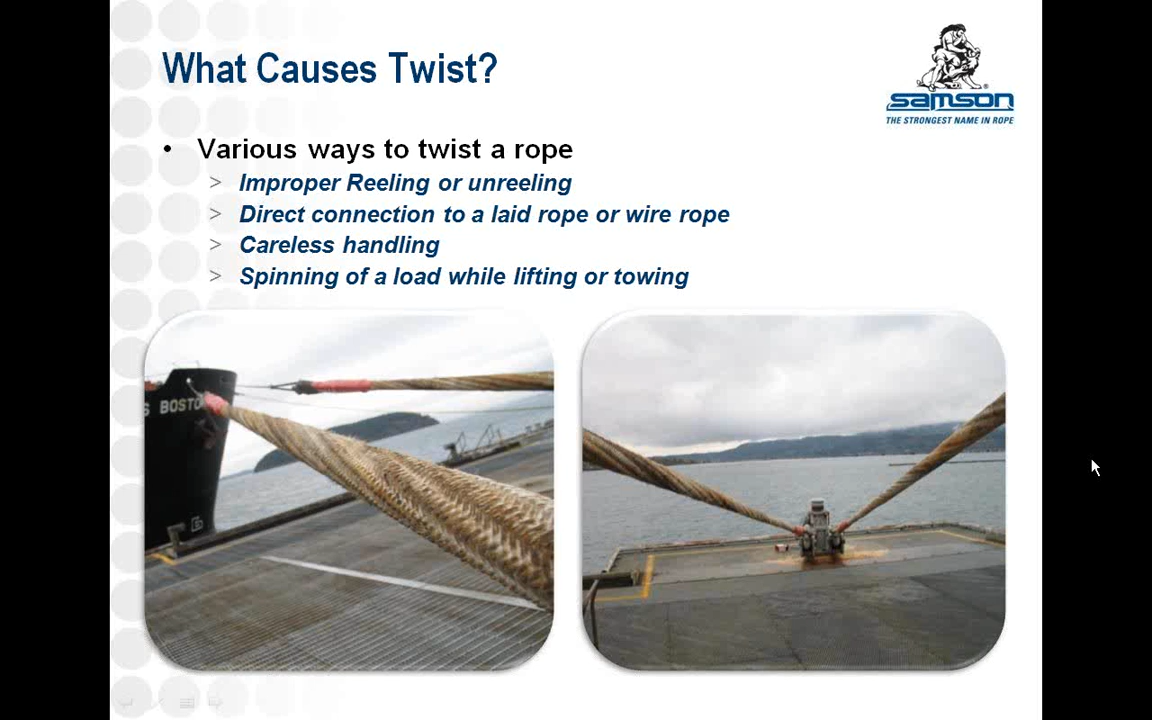 What Causes Twist?
SAMSON
THE STRONGEST NAME IN ROPE
• Various ways to twist a rope
> Improper Reeling or unreeling
> Direct connection to a laid rope or wire rope
> Careless handling
> Spinning of a load while lifting or towing
S BOSTO